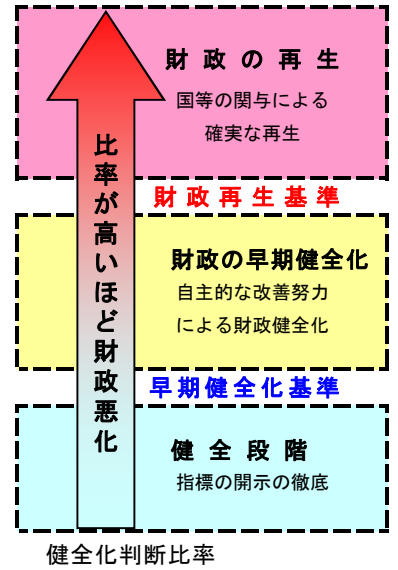 財政の再生
国等の関与による
確実な再生
財政再生基準
財政の早期健全化
自主的な改善努力
による財政健全化
早期健全化基準
健全段階
指標の開示の徹底
比率が高いほど財政悪化
健全化判断比率